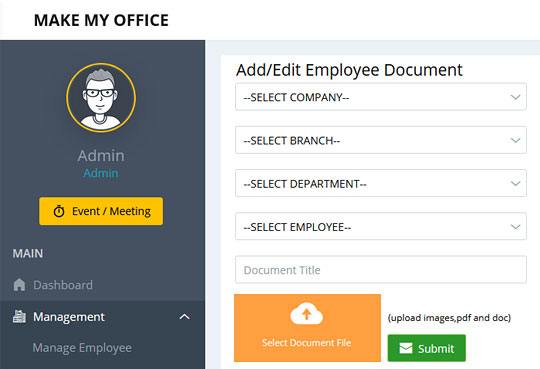 MAKE MY OFFICE
Admin
Admin
Event / Meeting
MAIN
Dashboard
Management
Manage Employee
Add/Edit Employee Document
--SELECT COMPANY--
--SELECT BRANCH--
--SELECT DEPARTMENT--
--SELECT EMPLOYEE--
Document Title
Select Document File
(upload images,pdf and doc)
Submit